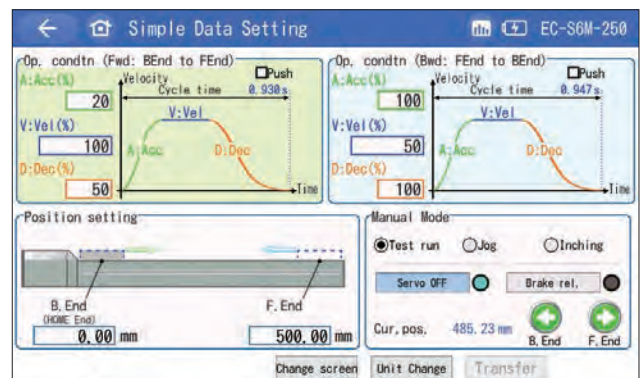 Simple Data Setting
EC-S6M-250
Op. condtn (Fwd: BEnd to FEnd)
A:Acc(%)
20
V:Vel(%)
100
D:Dec(%)
50
Velocity
Push
Cycle time
0.930s
V:Vel
A:Acc
D:Dec
Time
Op. condtn (Bwd: FEnd to BEnd)
A:Acc(%)
100
V:Vel(%)
50
D:Dec(%)
100
Velocity
Push
Cycle time
0.947s
V:Vel
A:Acc
D:Dec
Time
Position setting
B. End
(HOME End)
0.00 mm
F. End
500.00 mm
Manual Mode
Test run Jog Inching
Servo OFF Brake rel.
Cur. pos. 485.23 mm
B. End F. End
Change screen Unit Change Transfer